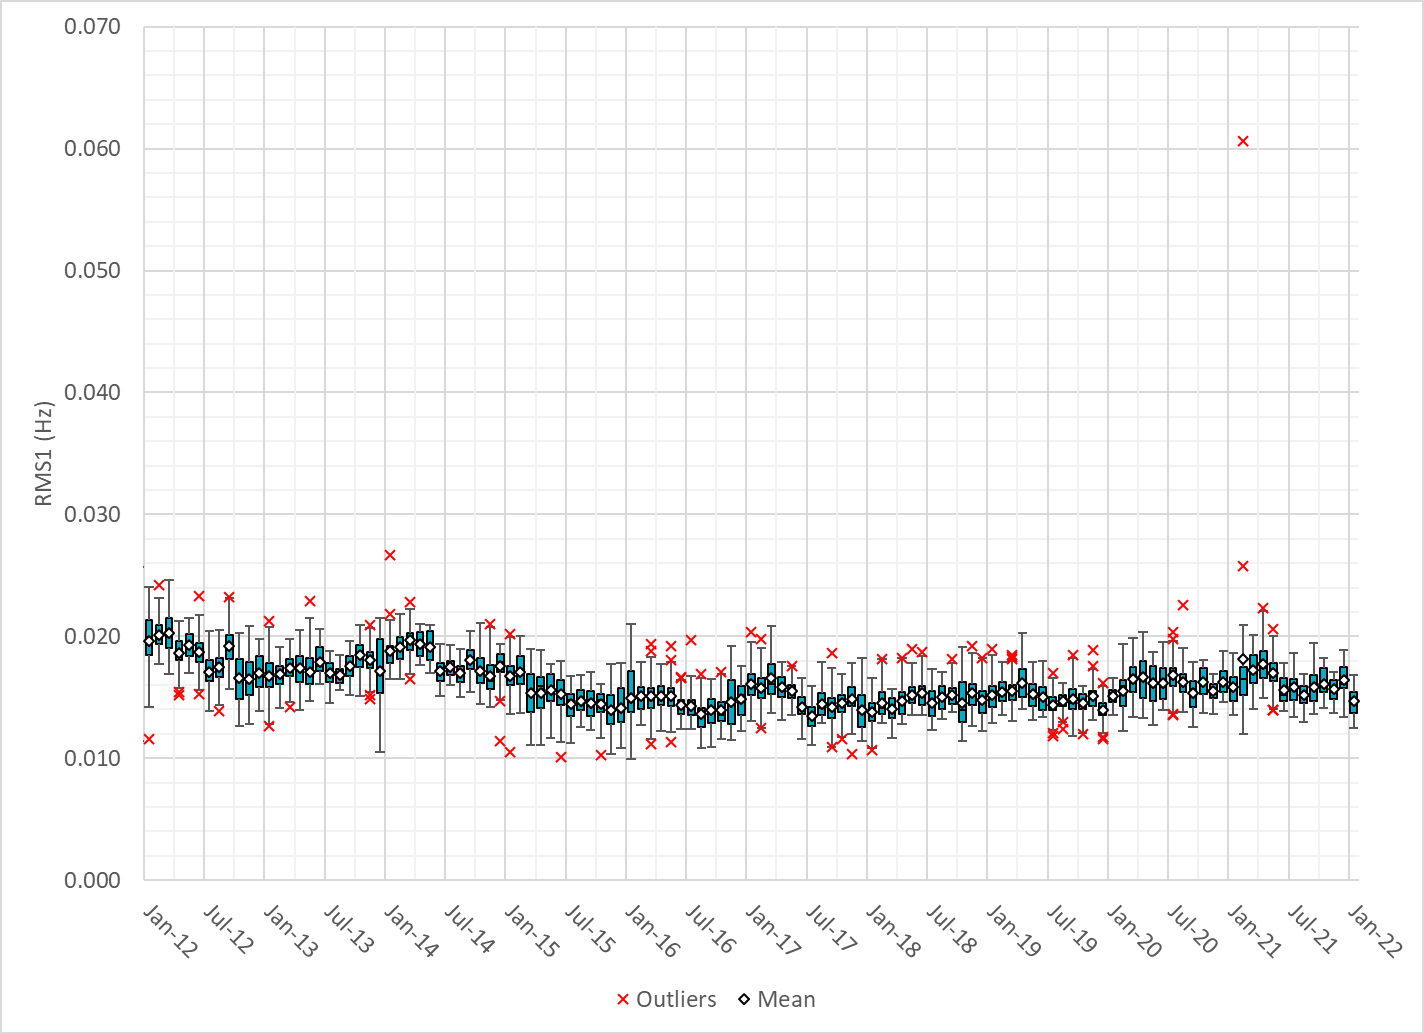 0.070
0.060
0.050
0.040
0.030
0.020
0.010
0.000
RMS1 (Hz)
Jan-12
Jul-12
Jan-13
Jul-13
Jan-14
Jul-14
Jan-15
Jul-15
Jan-16
Jul-16
Jan-17
Jul-17
Jan-18
Jul-18
Jan-19
Jul-19
Jan-20
Jul-20
Jan-21
Jul-21
Jan-22
Outliers Mean